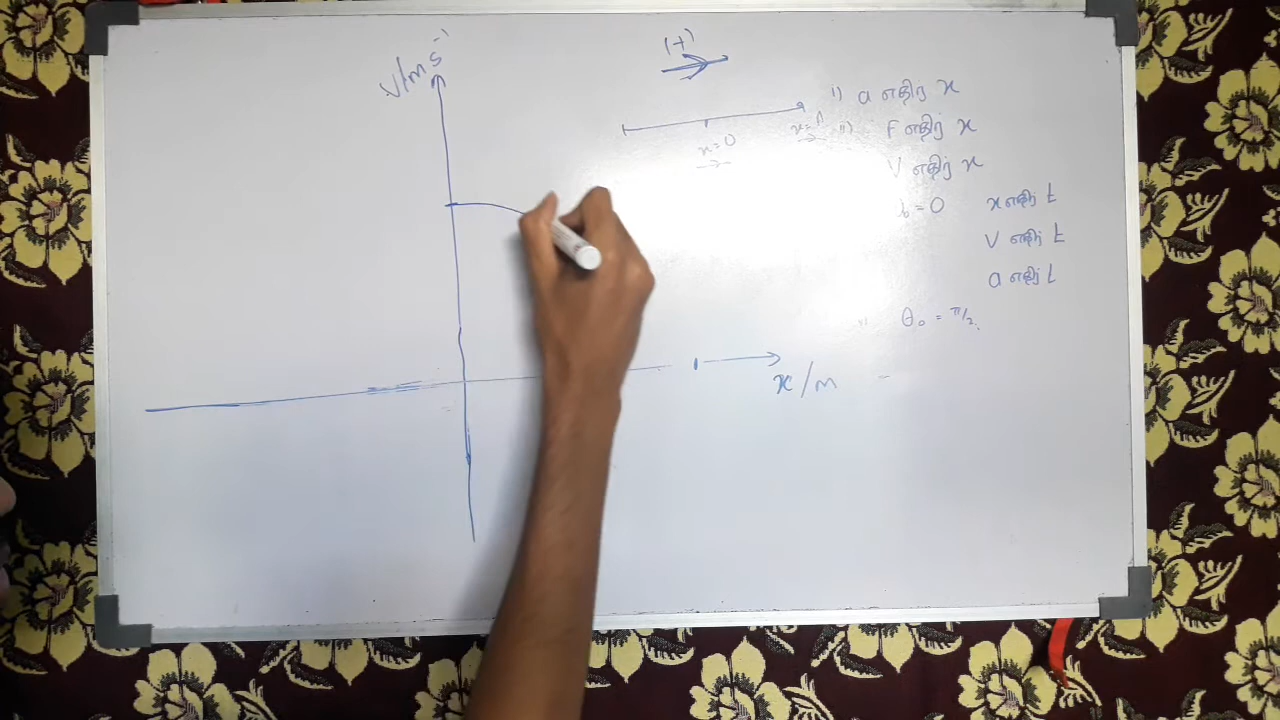 V/ms⁻¹
(+)
x=0
x=A
i) a எதிர் x
ii) F எதிர் x
V எதிர் x
t=0 x எதிர் t
V எதிர் t
a எதிர் t
θ₀ = π/2
x/m